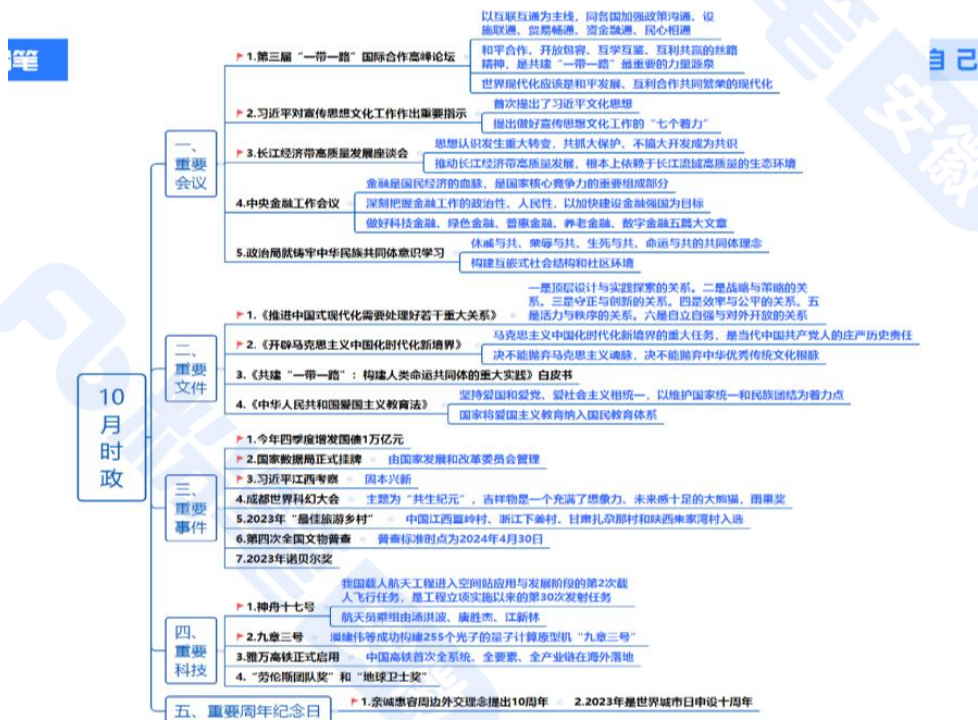 笔
自己
安徽
10月时政
一、重要会议
1.第三届“一带一路”国际合作高峰论坛
以互联互通为主线，同各国加强政策沟通、设
施联通、贸易畅通、资金融通、民心相通
和平合作、开放包容、互学互鉴、互利共赢的丝路
精神，是共建“一带一路”最重要的力量源泉
世界现代化应该是和平发展、互利合作共同繁荣的现代化
2.习近平对宣传思想文化工作作出重要指示
首次提出了习近平文化思想
提出做好宣传思想文化工作的“七个着力”
3.长江经济带高质量发展座谈会
思想认识发生重大转变，共抓大保护、不搞大开发成为共识
推动长江经济带高质量发展，根本上依赖于长江流域高质量的生态环境
4.中央金融工作会议
金融是国民经济的血脉，是国家核心竞争力的重要组成部分
深刻把握金融工作的政治性、人民性，以加快建设金融强国为目标
做好科技金融、绿色金融、普惠金融、养老金融、数字金融五篇大文章
5.政治局就铸牢中华民族共同体意识学习
休戚与共、荣辱与共、生死与共、命运与共的共同体理念
构建互嵌式社会结构和社区环境
二、重要文件
1.《推进中国式现代化需要处理好若干重大关系》
一是顶层设计与实践探索的关系。二是战略与策略的关
系。三是守正与创新的关系。四是效率与公平的关系。五
是活力与秩序的关系。六是自立自强与对外开放的关系
2.《开辟马克思主义中国化时代化新境界》
马克思主义中国化时代化新境界的重大任务，是当代中国共产党人的庄严历史责任
决不能抛弃马克思主义魂脉，决不能抛弃中华优秀传统文化根脉
3.《共建“一带一路”：构建人类命运共同体的重大实践》白皮书
4.《中华人民共和国爱国主义教育法》
坚持爱国和爱党、爱社会主义相统一，以维护国家统一和民族团结为着力点
国家将爱国主义教育纳入国民教育体系
三、重要事件
1.今年四季度增发国债1万亿元
2.国家数据局正式挂牌
由国家发展和改革委员会管理
3.习近平江西考察
固本兴新
4.成都世界科幻大会
主题为“共生纪元”，吉祥物是一个充满了想象力、未来感十足的大熊猫，雨果奖
5.2023年“最佳旅游乡村”
中国江西篁岭村、浙江下姜村、甘肃扎尕那村和陕西朱家湾村入选
6.第四次全国文物普查
普查标准时点为2024年4月30日
7.2023年诺贝尔奖
四、重要科技
1.神舟十七号
我国载人航天工程进入空间站应用与发展阶段的第2次载
人飞行任务，是工程立项实施以来的第30次发射任务
航天员乘组由汤洪波、唐胜杰、江新林
2.九章三号
潘建伟等成功构建255个光子的量子计算原型机“九章三号”
3.雅万高铁正式启用
中国高铁首次全系统、全要素、全产业链在海外落地
4.“劳伦斯团队奖”和“地球卫士奖”
五、重要周年纪念日
1.亲诚惠容周边外交理念提出10周年
2.2023年是世界城市日申设十周年